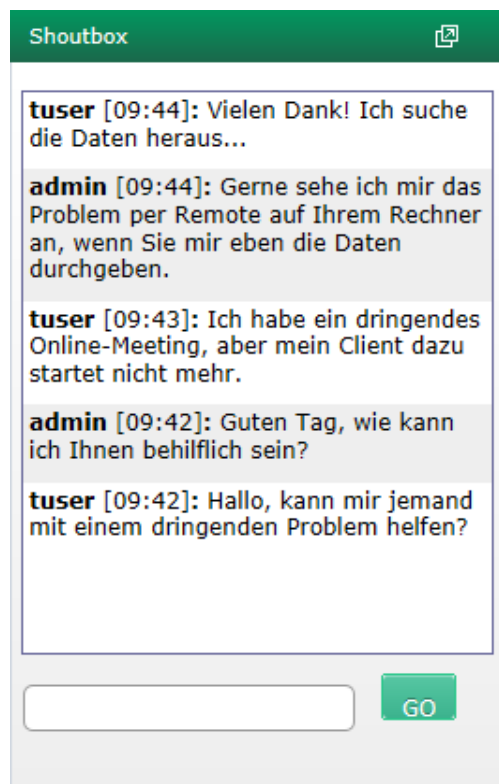 Shoutbox
tuser [09:44]: Vielen Dank! Ich suche
die Daten heraus...
admin [09:44]: Gerne sehe ich mir das
Problem per Remote auf Ihrem Rechner
an, wenn Sie mir eben die Daten
durchgeben.
tuser [09:43]: Ich habe ein dringendes
Online-Meeting, aber mein Client dazu
startet nicht mehr.
admin [09:42]: Guten Tag, wie kann
ich Ihnen behilflich sein?
tuser [09:42]: Hallo, kann mir jemand
mit einem dringenden Problem helfen?
GO